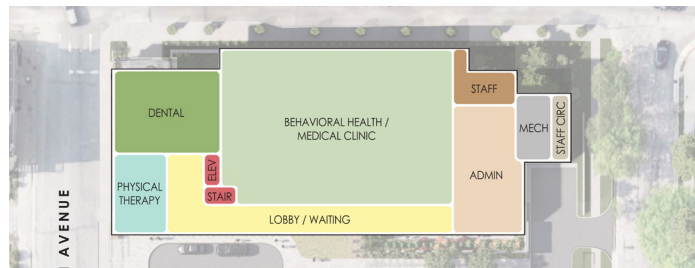 DENTAL
BEHAVIORAL HEALTH /
MEDICAL CLINIC
STAFF
MECH
STAFF CIRC
PHYSICAL
THERAPY
ELEV
STAIR
ADMIN
LOBBY / WAITING
AVENUE